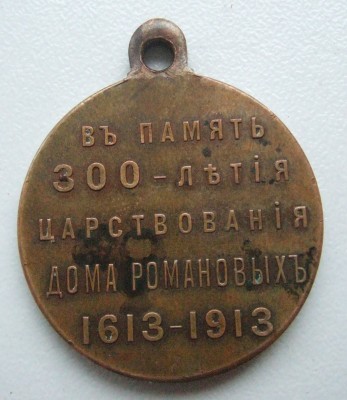 ВЪ ПАМЯТЬ
300-ЛѢТІЯ
ЦАРСТВОВАНІЯ
ДОМА РОМАНОВЫХЪ
1613-1913